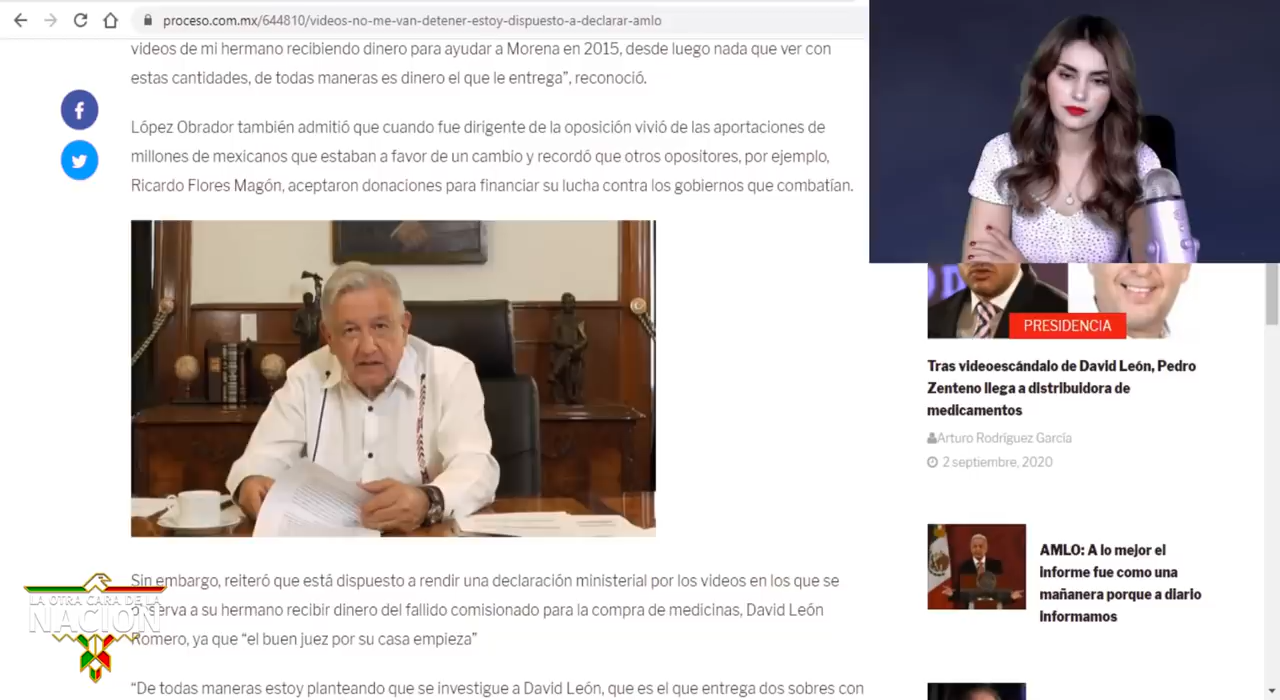 proceso.com.mx/644810/videos-no-me-van-detener-estoy-dispuesto-a-declarar-amlo
videos de mi hermano recibiendo dinero para ayudar a Morena en 2015, desde luego nada que ver con
estas cantidades, de todas maneras es dinero el que le entrega”, reconoció.
López Obrador también admitió que cuando fue dirigente de la oposición vivió de las aportaciones de
millones de mexicanos que estaban a favor de un cambio y recordó que otros opositores, por ejemplo,
Ricardo Flores Magón, aceptaron donaciones para financiar su lucha contra los gobiernos que combatían.
Sin embargo, reiteró que está dispuesto a rendir una declaración ministerial por los videos en los que se
observa a su hermano recibir dinero del fallido comisionado para la compra de medicinas, David León
Romero, ya que “el buen juez por su casa empieza”
“De todas maneras estoy planteando que se investigue a David León, que es el que entrega dos sobres con
LA OTRA CARA DE LA
NACIÓN
PRESIDENCIA
Tras videoescándalo de David León, Pedro
Zenteno llega a distribuidora de
medicamentos
Arturo Rodríguez García
2 septiembre, 2020
AMLO: A lo mejor el
Informe fue como una
mañanera porque a diario
Informamos